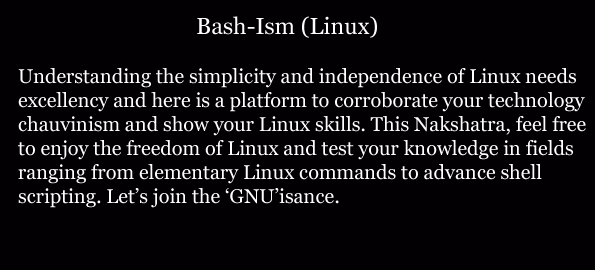 Bash-Ism (Linux)
Understanding the simplicity and independence of Linux needs
excellency and here is a platform to corroborate your technology
chauvinism and show your Linux skills. This Nakshatra, feel free
to enjoy the freedom of Linux and test your knowledge in fields
ranging from elementary Linux commands to advance shell
scripting. Let’s join the ‘GNU’isance.